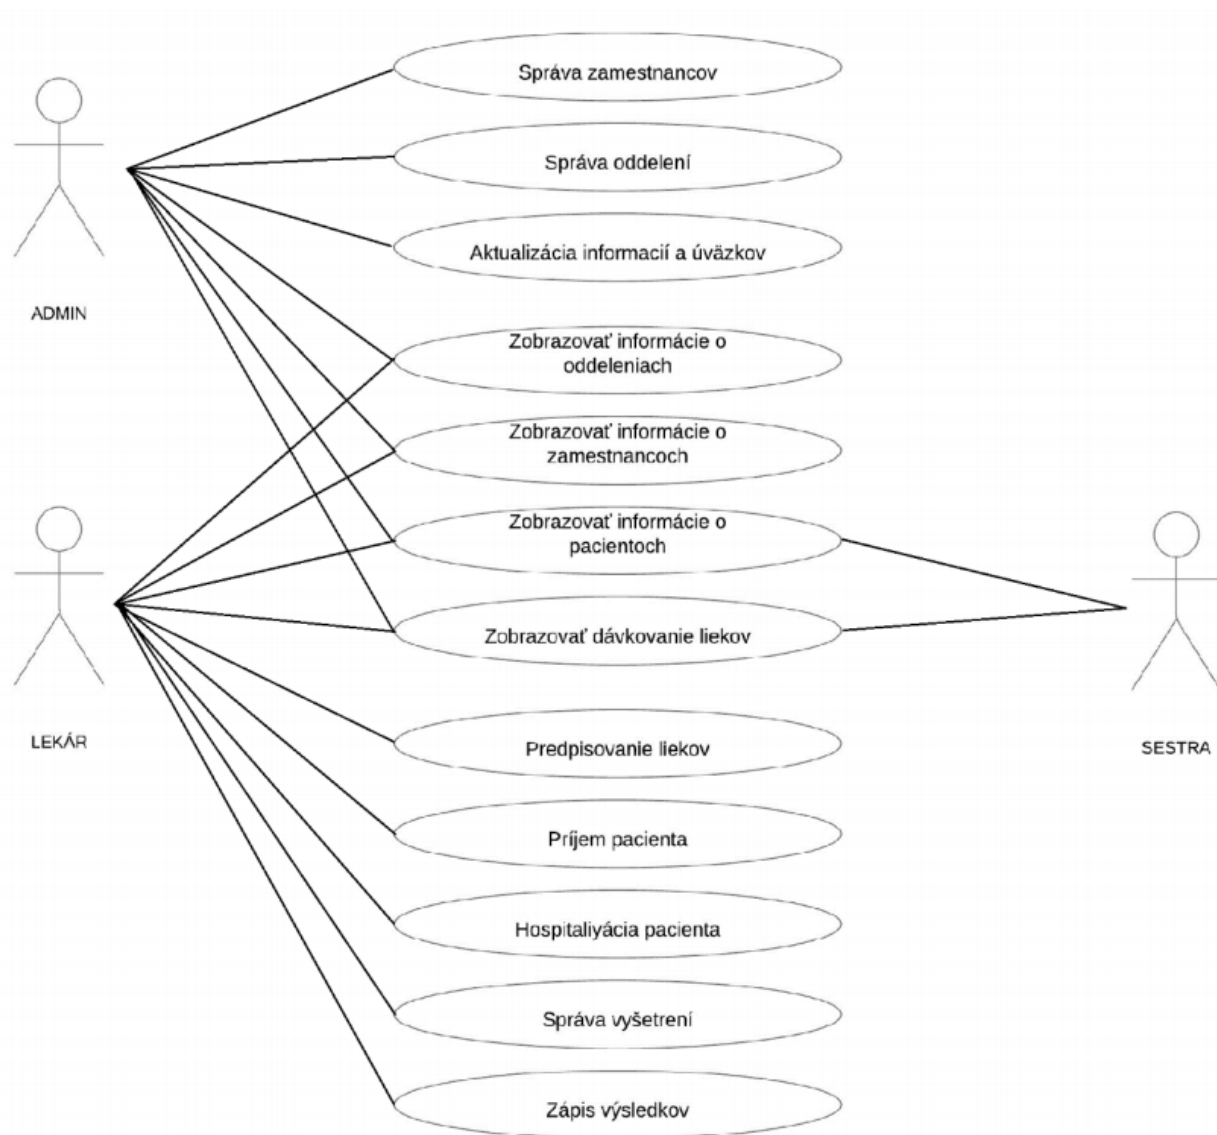 Správa zamestnancov
Správa oddelení
Aktualizácia informacií a úväzkov
ADMIN
Zobrazovať informácie o
oddeleniach
Zobrazovať informácie o
zamestnancoch
Zobrazovať informácie o
pacientoch
Zobrazovať dávkovanie liekov
LEKÁR
SESTRA
Predpisovanie liekov
Príjem pacienta
Hospitaliyácia pacienta
Správa vyšetrení
Zápis výsledkov